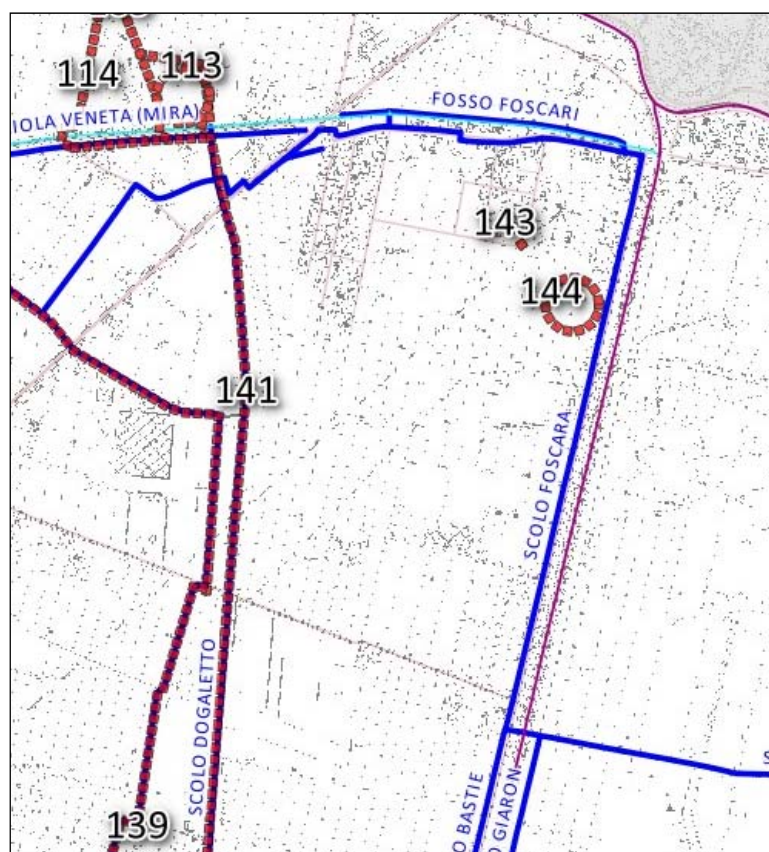 114
113
IOLA VENETA (MIRA)
FOSSO FOSCARI
143
144
141
SCOLO FOSCARA
SCOLO DOGALETTO
O BASTIE
O GIARON
S
139